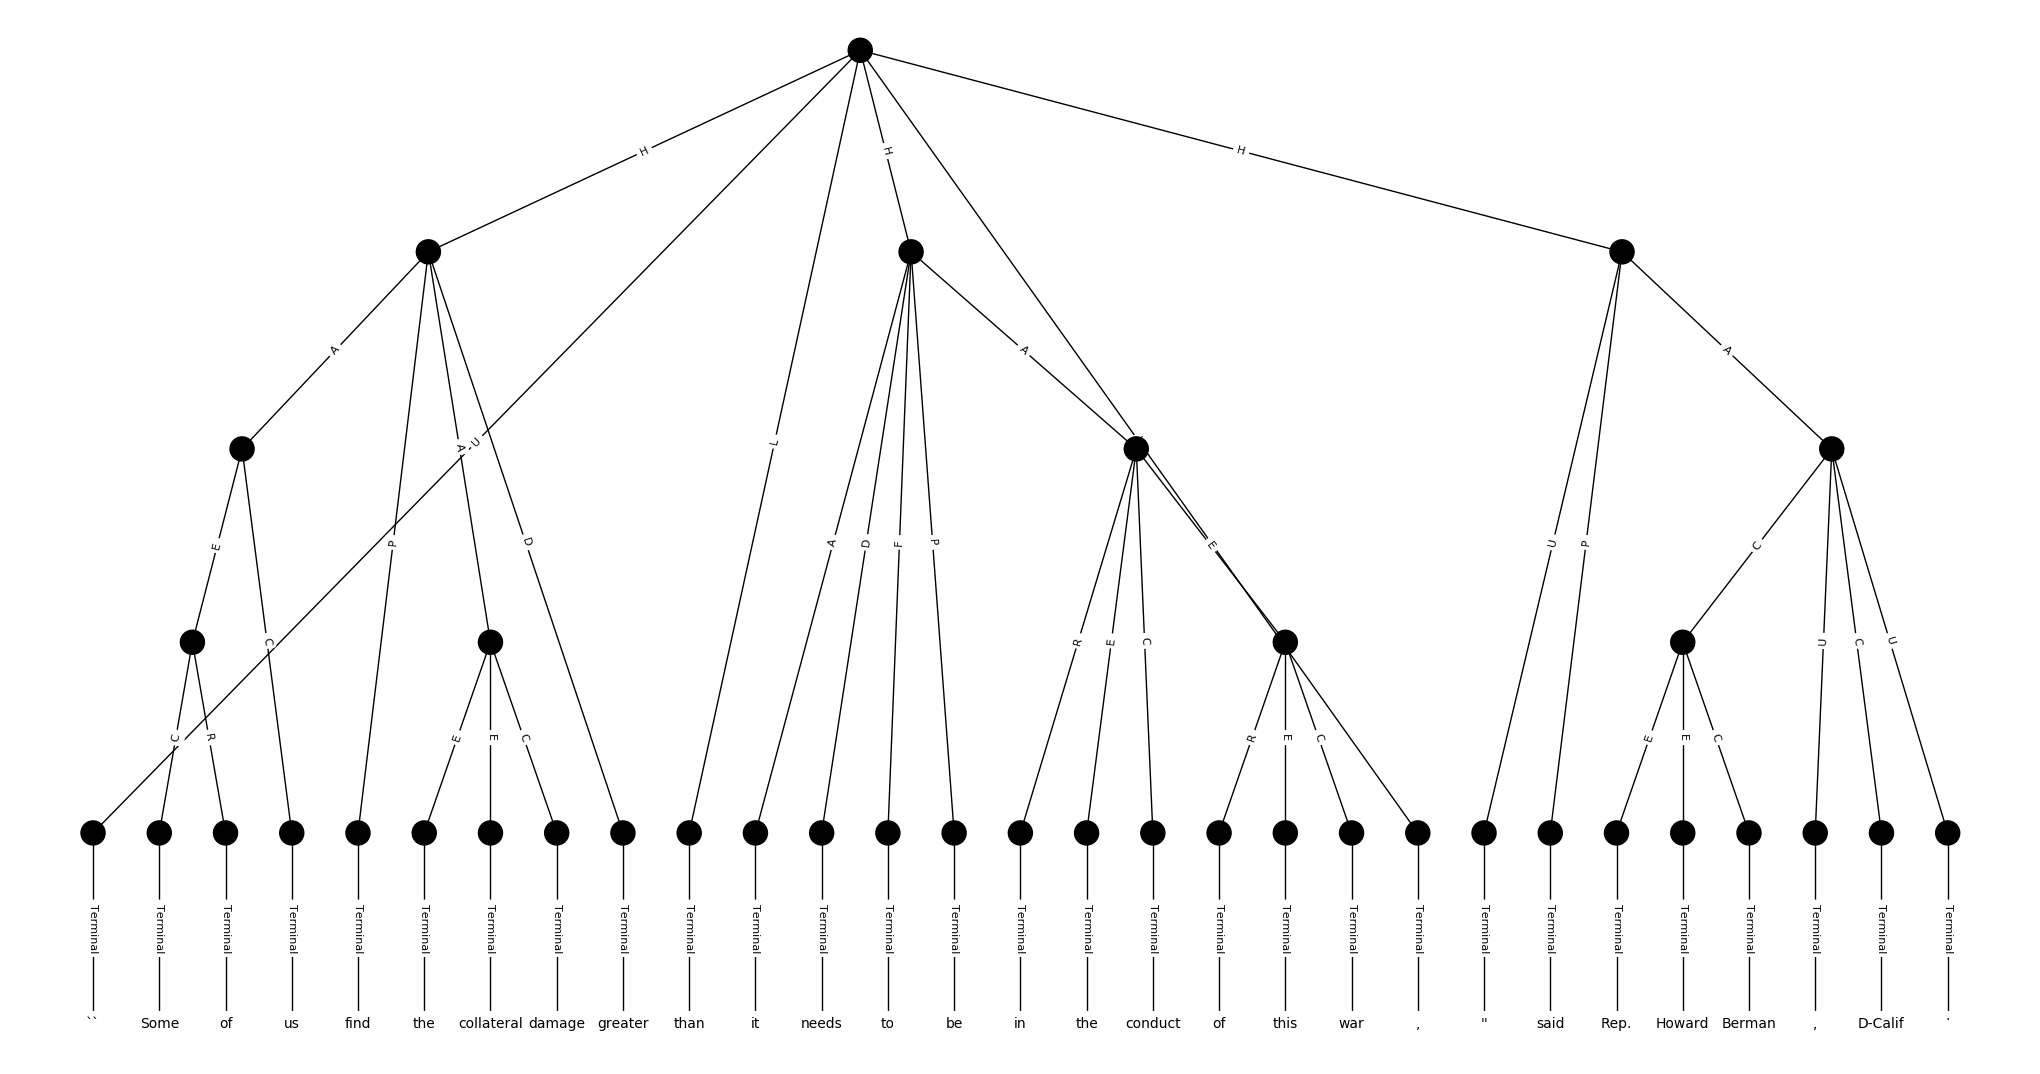 H H H
A L A A
A U
E P D A D F P E U P C
C R E C U C U
C R E E C R E C E E C
Terminal Terminal Terminal Terminal Terminal Terminal Terminal Terminal Terminal Terminal Terminal Terminal Terminal Terminal Terminal Terminal Terminal Terminal Terminal Terminal Terminal Terminal Terminal Terminal Terminal Terminal Terminal Terminal Terminal
`` Some of us find the collateral damage greater than it needs to be in the conduct of this war , " said Rep. Howard Berman , D-Calif .